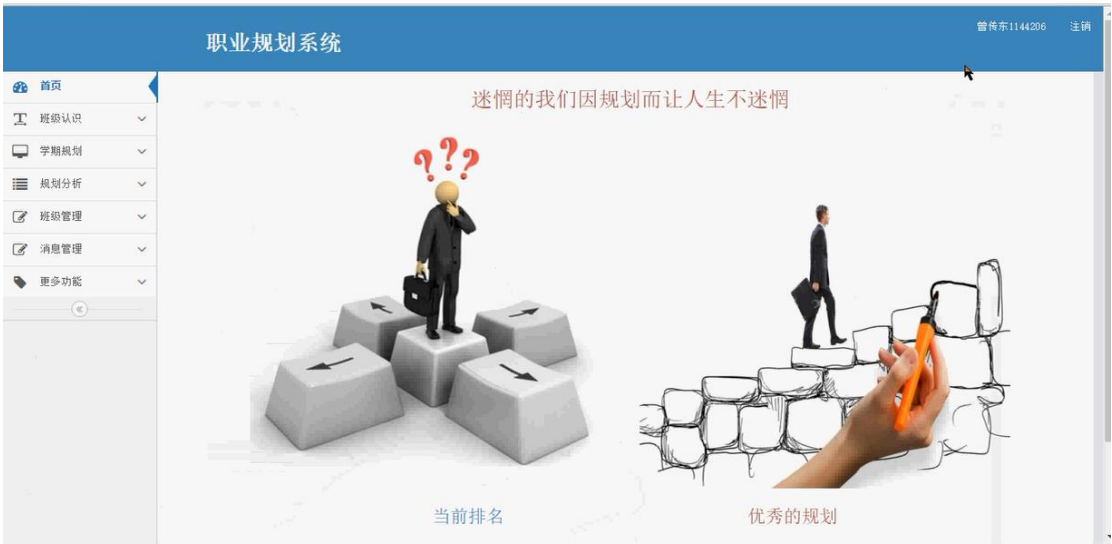 曾传东1144206 注销
职业规划系统
首页
班级认识
学期规划
规划分析
班级管理
消息管理
更多功能
迷惘的我们因规划而让人生不迷惘
???
当前排名
优秀的规划